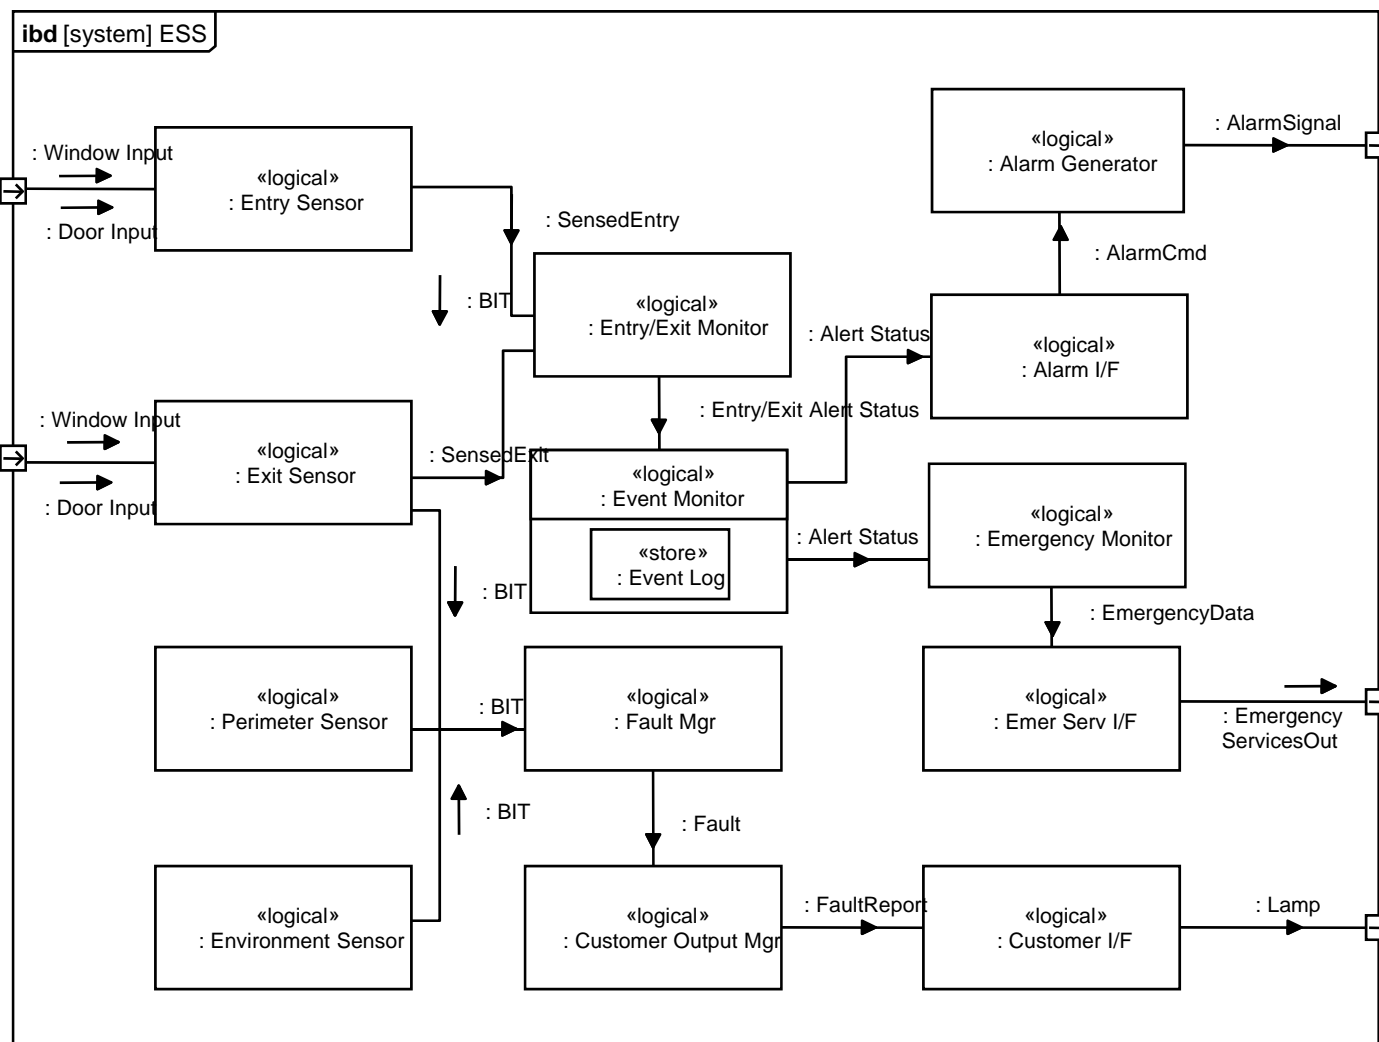 ibd [system] ESS
«logical»
: Alarm Generator
: AlarmSignal
: Window Input
«logical»
: Entry Sensor
: Door Input
: SensedEntry
: AlarmCmd
: BIT
«logical»
: Entry/Exit Monitor
: Alert Status
«logical»
: Alarm I/F
: Window Input
: Entry/Exit Alert Status
«logical»
: Exit Sensor
: SensedExit
: Door Input
«logical»
: Event Monitor
«store»
: Event Log
: Alert Status
«logical»
: Emergency Monitor
: BIT
: EmergencyData
«logical»
: Perimeter Sensor
: BIT
«logical»
: Fault Mgr
«logical»
: Emer Serv I/F
: Emergency
ServicesOut
: BIT
: Fault
«logical»
: Environment Sensor
«logical»
: Customer Output Mgr
: FaultReport
«logical»
: Customer I/F
: Lamp